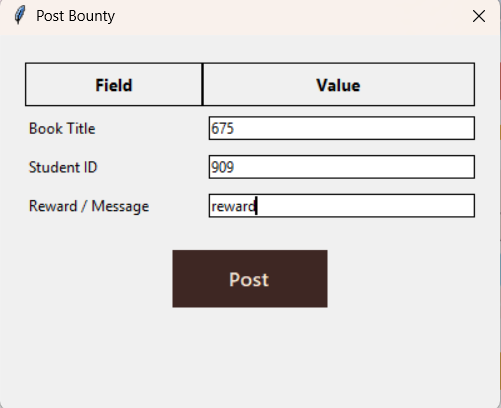 Post Bounty
Field Value
Book Title 675
Student ID 909
Reward / Message reward
Post